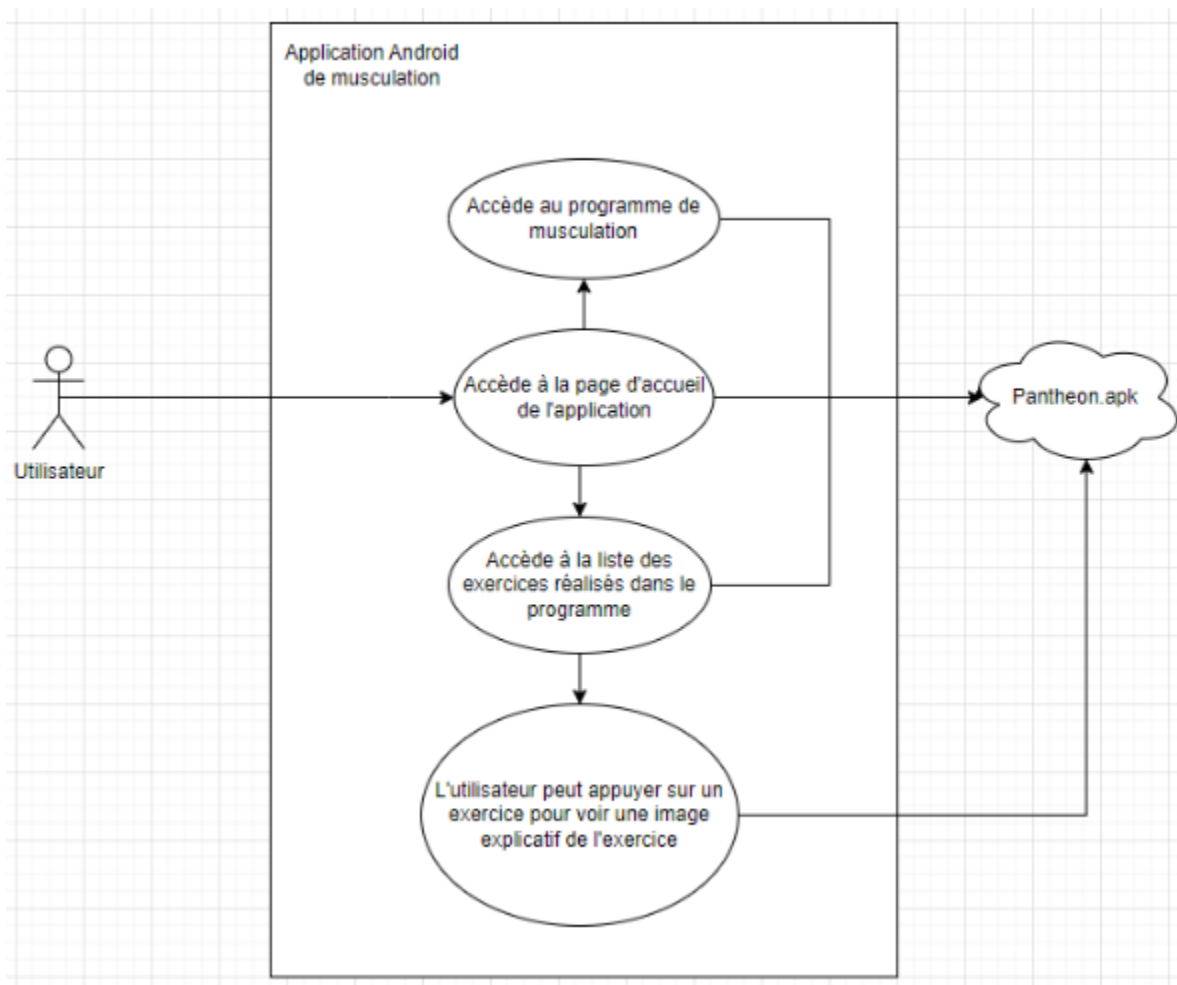 Application Android
de musculation
Accède au programme de
musculation
Accède à la page d'accueil
de l'application
Pantheon.apk
Utilisateur
Accède à la liste des
exercices réalisés dans le
programme
L'utilisateur peut appuyer sur un
exercice pour voir une image
explicatif de l'exercice